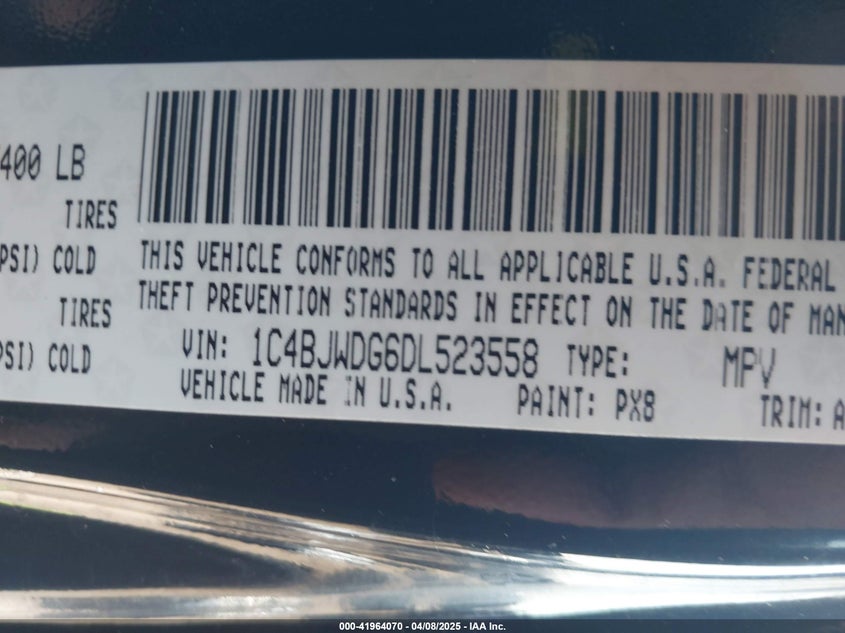 400 LB
TIRES
PSI) COLD
TIRES
PSI) COLD
THIS VEHICLE CONFORMS TO ALL APPLICABLE U.S.A. FEDERAL
THEFT PREVENTION STANDARDS IN EFFECT ON THE DATE OF MAN
VIN: 1C4BJWDG6DL523558 TYPE: MPV
VEHICLE MADE IN U.S.A. PAINT: PX8 TRIM: A
000-41964070 - 04/08/2025 - IAA Inc.